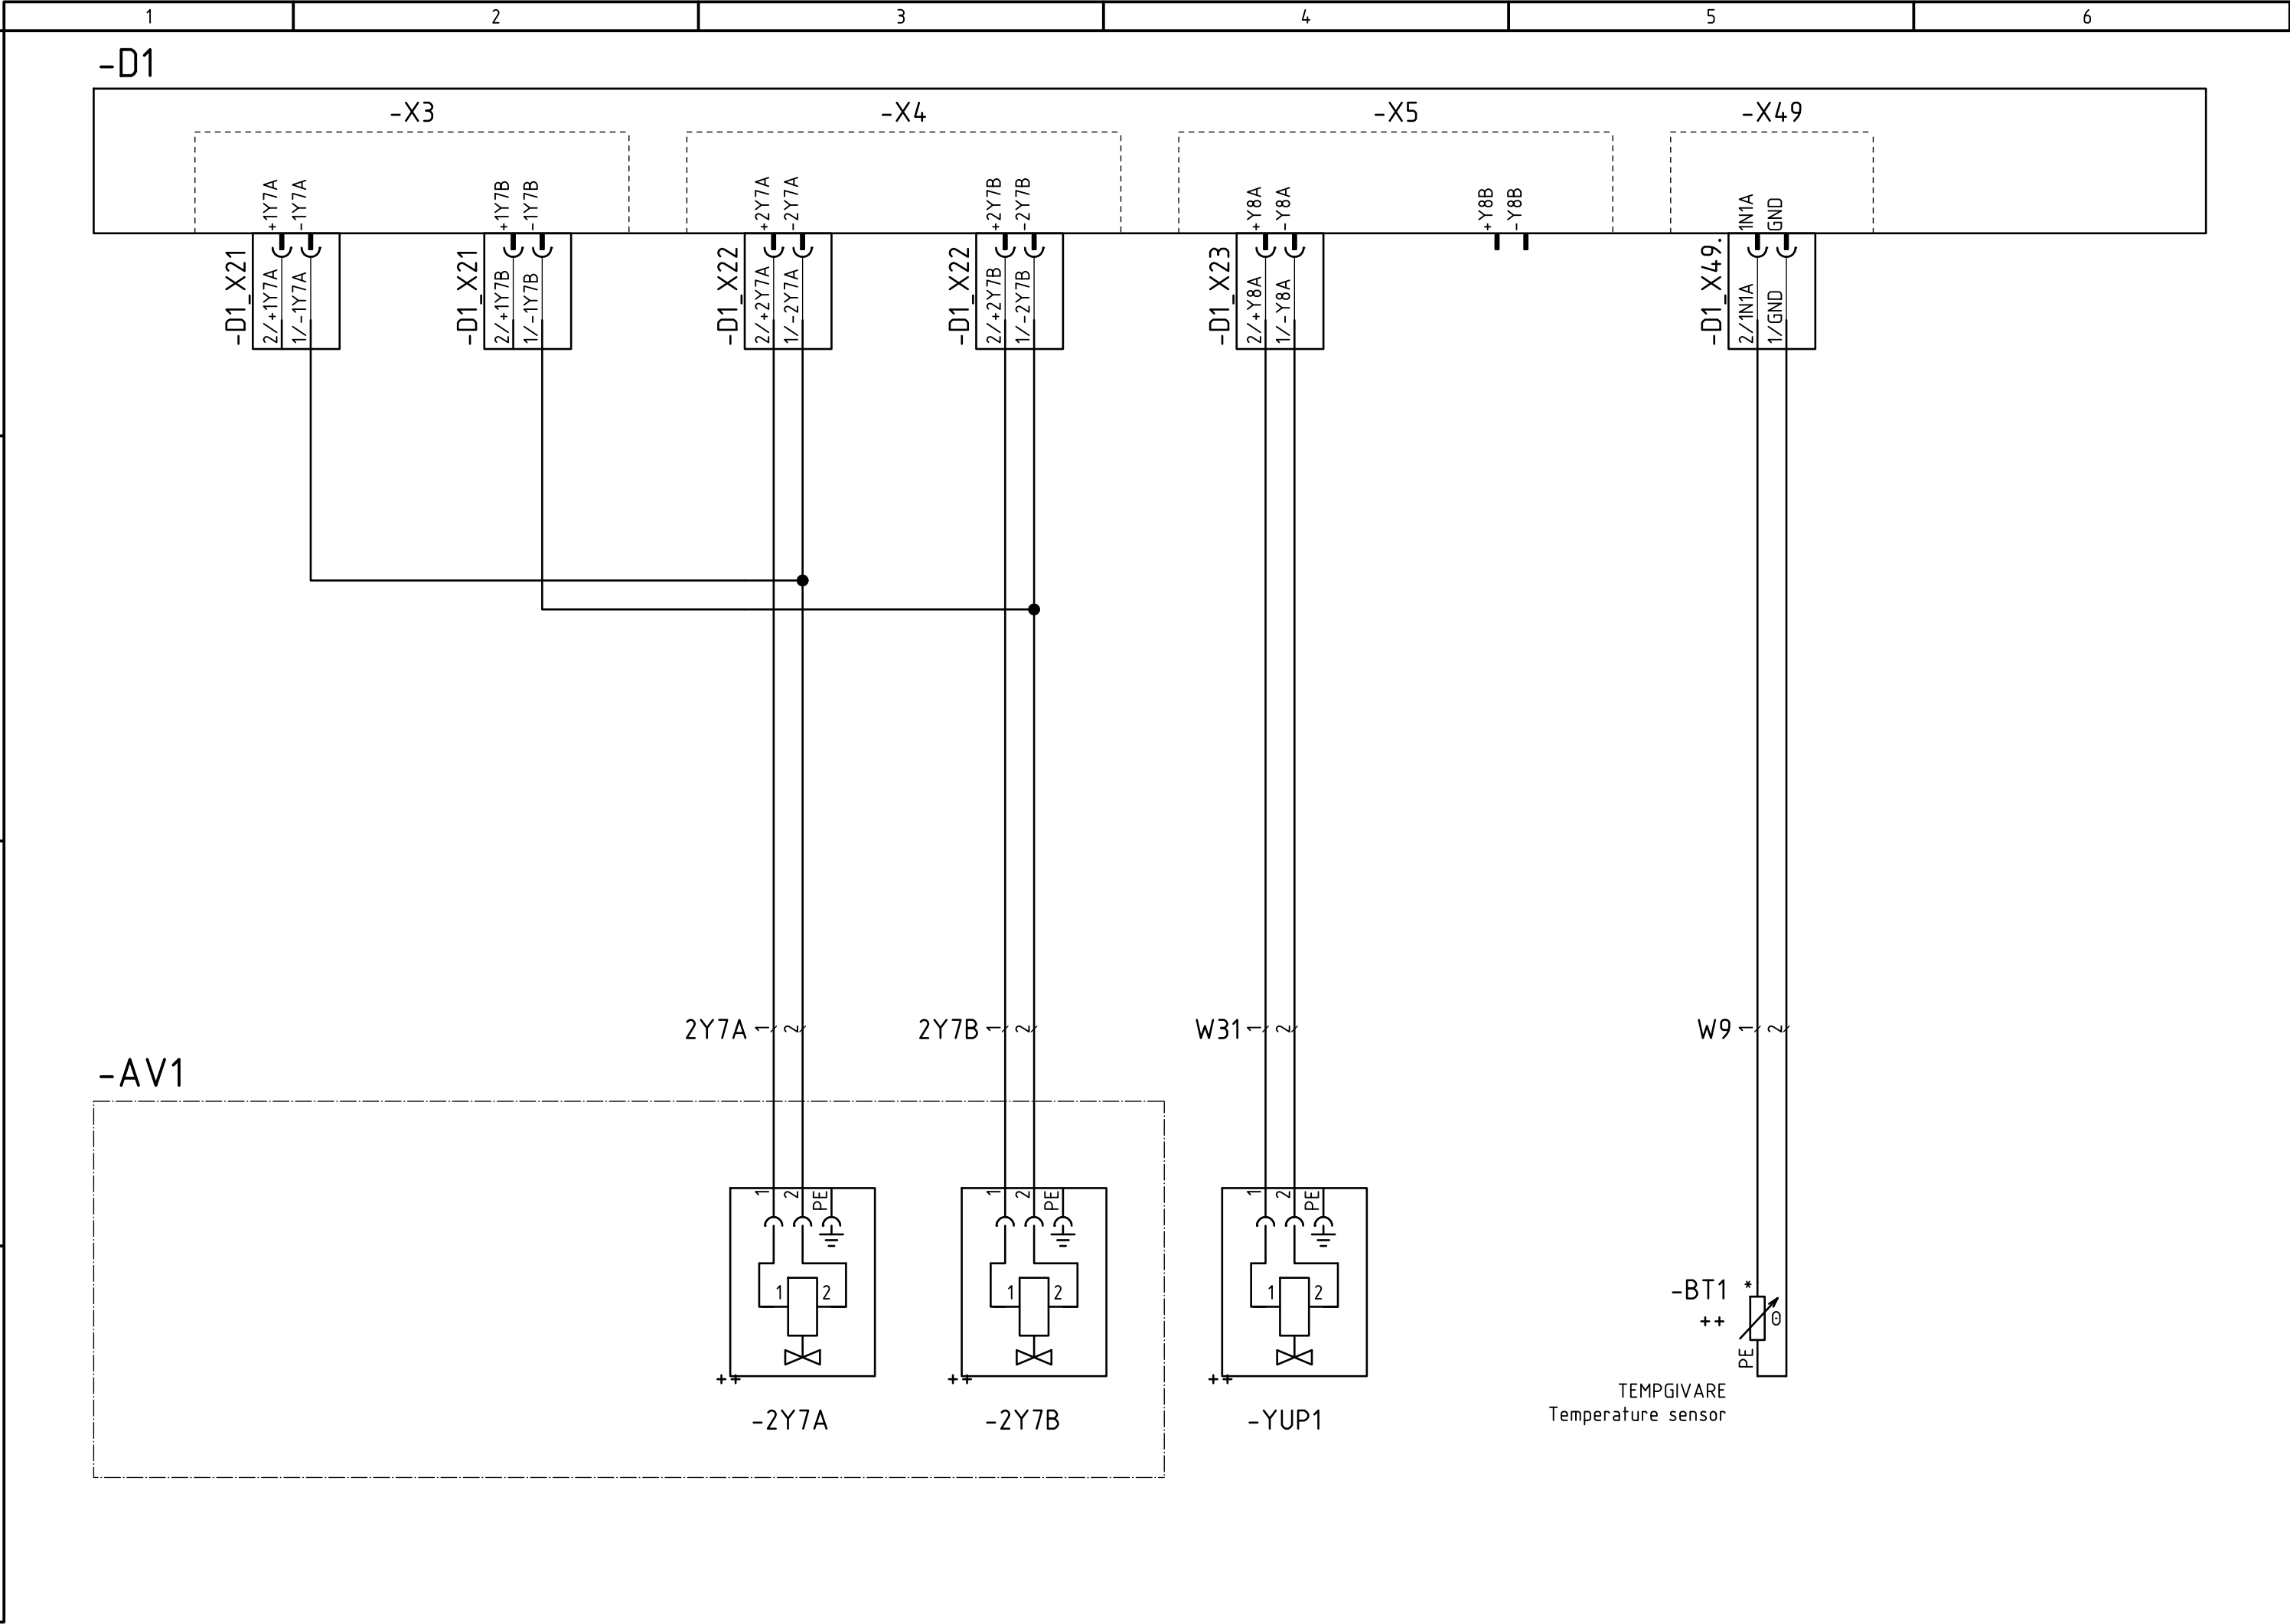 1 2 3 4 5 6
-D1
-X3 -X4 -X5 -X49
+1Y7A
-1Y7A
+1Y7B
-1Y7B
+2Y7A
-2Y7A
+2Y7B
-2Y7B
+Y8A
-Y8A
+Y8B
-Y8B
1N1A
GND
-D1_X21
2/+1Y7A
1/-1Y7A
-D1_X21
2/+1Y7B
1/-1Y7B
-D1_X22
2/+2Y7A
1/-2Y7A
-D1_X22
2/+2Y7B
1/-2Y7B
-D1_X23
2/+Y8A
1/-Y8A
-D1_X49.
2/1N1A
1/GND
2Y7A 1 2
2Y7B 1 2
W31 1 2
W9 1 2
-AV1
1 2 PE
1 2 PE
1 2 PE
1 2
1 2
1 2
-BT1 *
++ Θ
PE
++
++
++
TEMPGIVARE
Temperature sensor
-2Y7A
-2Y7B
-YUP1